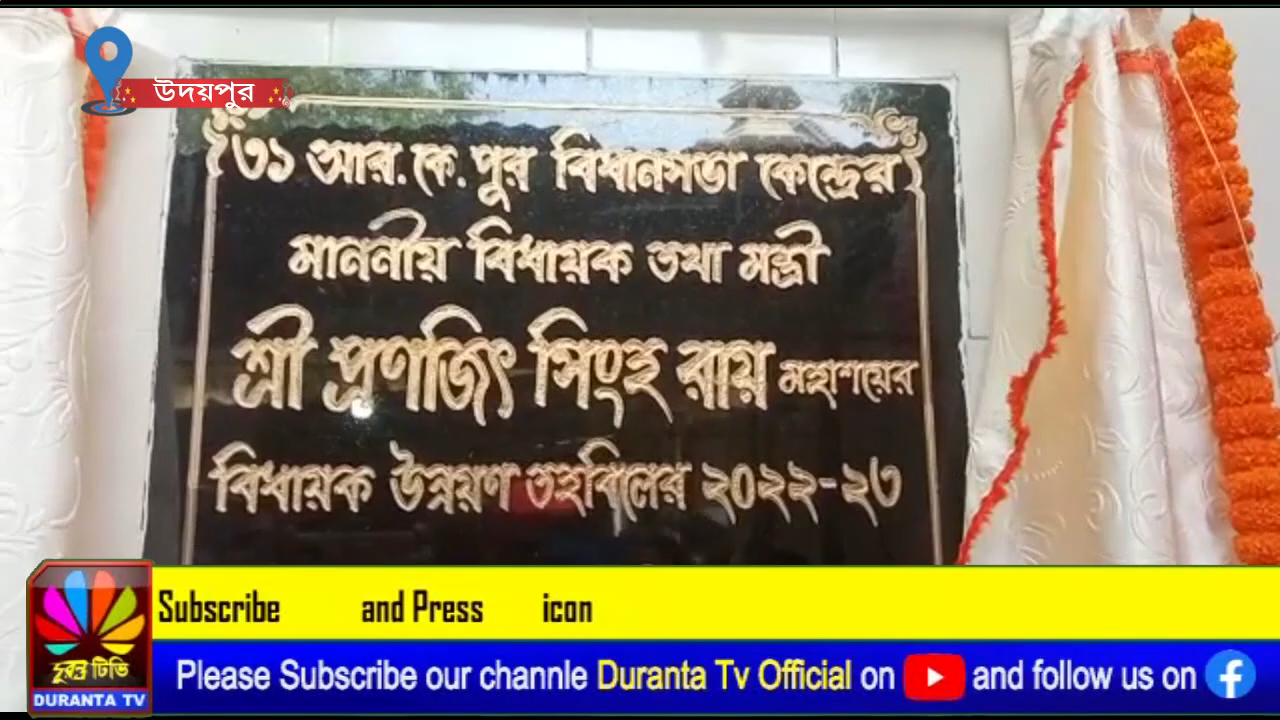 উদয়পুর
৩১ আর.কে.পুর বিধানসভা কেন্দ্রের
মাননীয় বিধায়ক তথা মন্ত্রী
শ্রী প্রণজিৎ সিংহ রায় মহাশয়ের
বিধায়ক উন্নয়ণ তহবিলের ২০২২-২৩
Subscribe and Press icon
দুরন্ত টিভি
DURANTA TV
Please Subscribe our channle Duranta Tv Official on and follow us on